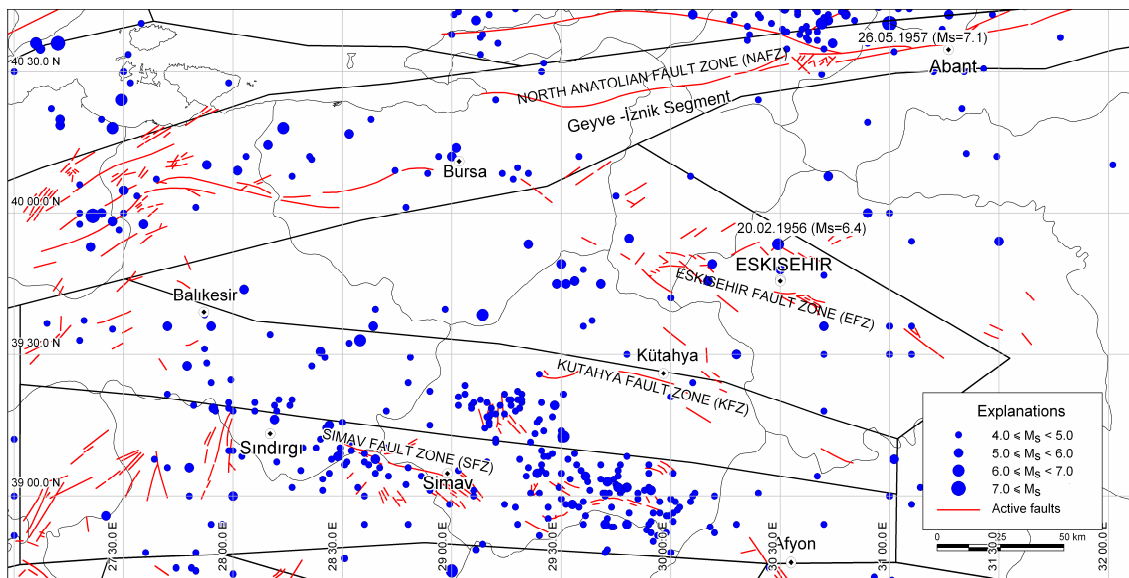 26.05.1957 (Ms=7.1)
40 30.0 N
Abant
NORTH ANATOLIAN FAULT ZONE (NAFZ)
Geyve -İznik Segment
Bursa
40 00.0 N
20.02.1956 (Ms=6.4)
ESKISEHIR
ESKISEHIR FAULT ZONE (EFZ)
Balıkesir
39 30.0 N
Kütahya
KUTAHYA FAULT ZONE (KFZ)
Sındırgı
SIMAV FAULT ZONE (SFZ)
Simav
39 00.0 N
Afyon
27 30.0 E
28 00.0 E
28 30.0 E
29 00.0 E
29 30.0 E
30 00.0 E
30 30.0 E
31 00.0 E
32 00.0 E
Explanations
4.0 ⩽ MS < 5.0
5.0 ⩽ MS < 6.0
6.0 ⩽ MS < 7.0
7.0 ⩽ MS
Active faults
0 25 50 km